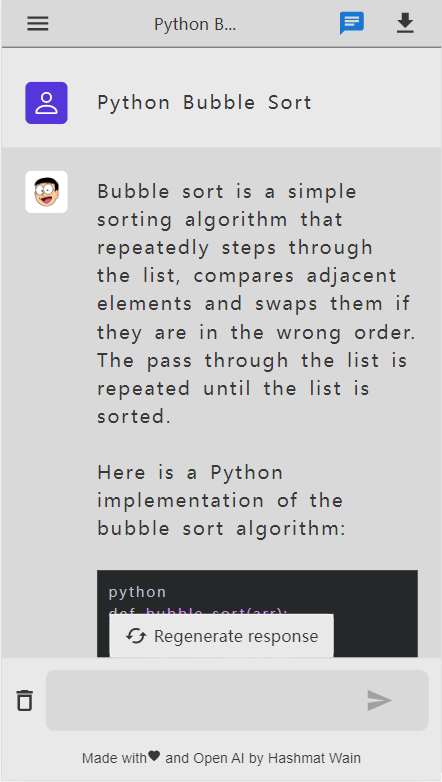 Python B...
Python Bubble Sort
Bubble sort is a simple
sorting algorithm that
repeatedly steps through
the list, compares adjacent
elements and swaps them if
they are in the wrong order.
The pass through the list is
repeated until the list is
sorted.
Here is a Python
implementation of the
bubble sort algorithm:
python
def bubble_sort(arr):
Regenerate response
Made with and Open AI by Hashmat Wain